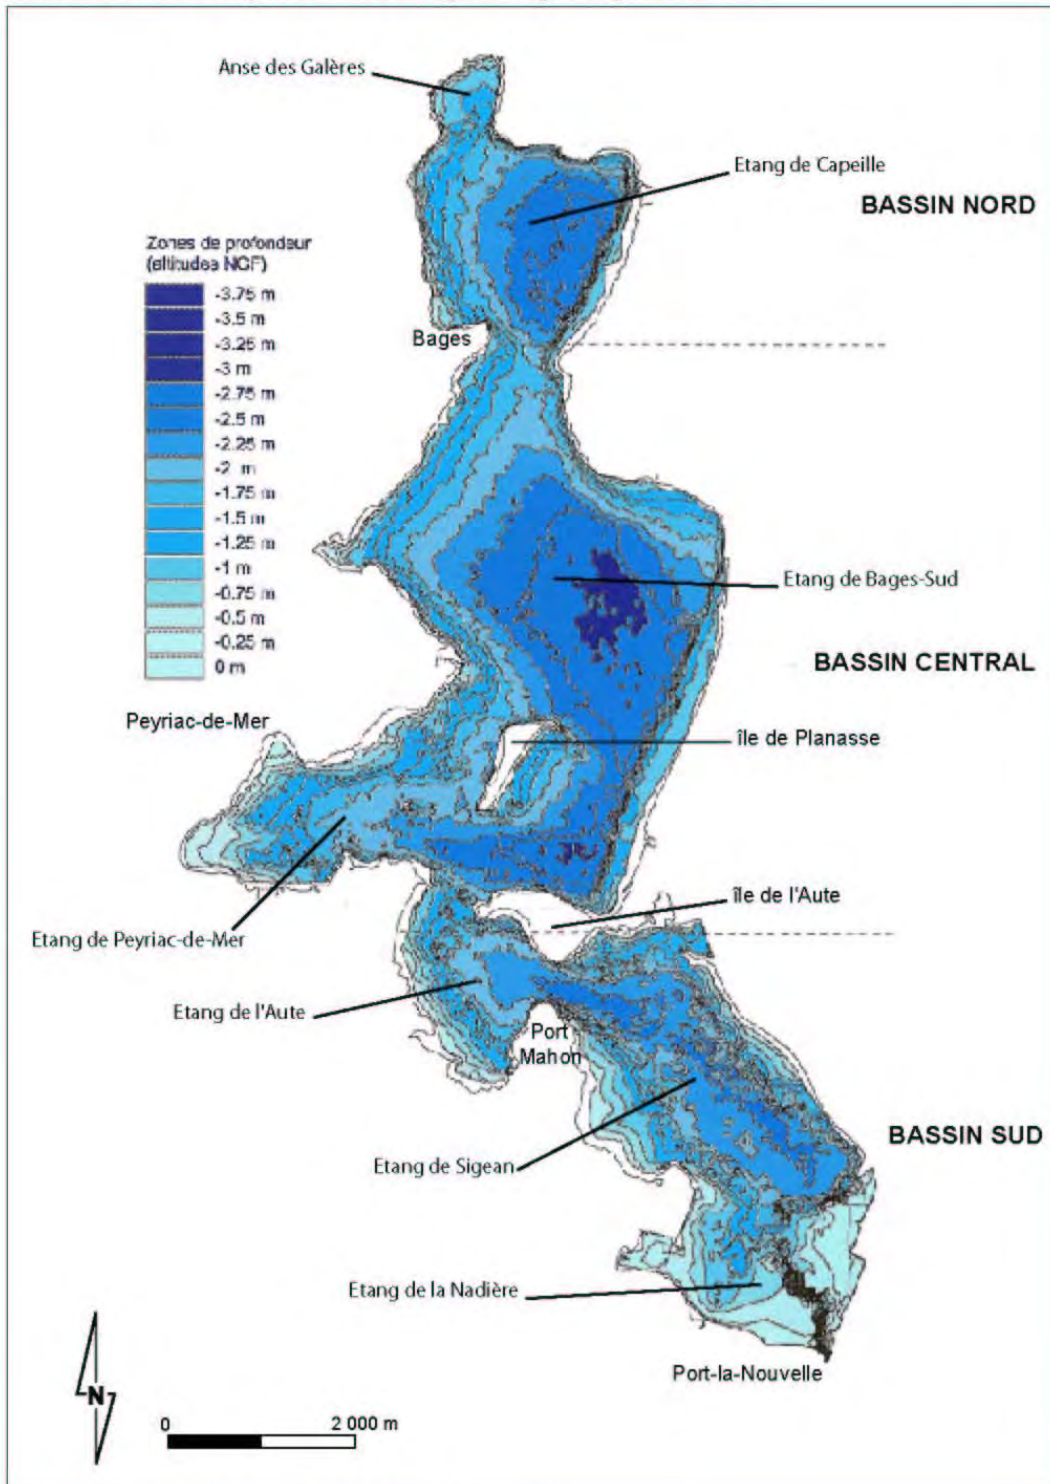 Anse des Galères
Etang de Capeille
BASSIN NORD
Zones de profondeur
(altitudes NGF)
-3.75 m
-3.5 m
-3.25 m
-3 m
-2.75 m
-2.5 m
-2.25 m
-2 m
-1.75 m
-1.5 m
-1.25 m
-1 m
-0.75 m
-0.5 m
-0.25 m
0 m
Bages
Etang de Bages-Sud
BASSIN CENTRAL
Peyriac-de-Mer
île de Planasse
île de l'Aute
Etang de Peyriac-de-Mer
Etang de l'Aute
Port
Mahon
BASSIN SUD
Etang de Sigean
Etang de la Nadière
Port-la-Nouvelle
N
0 2 000 m